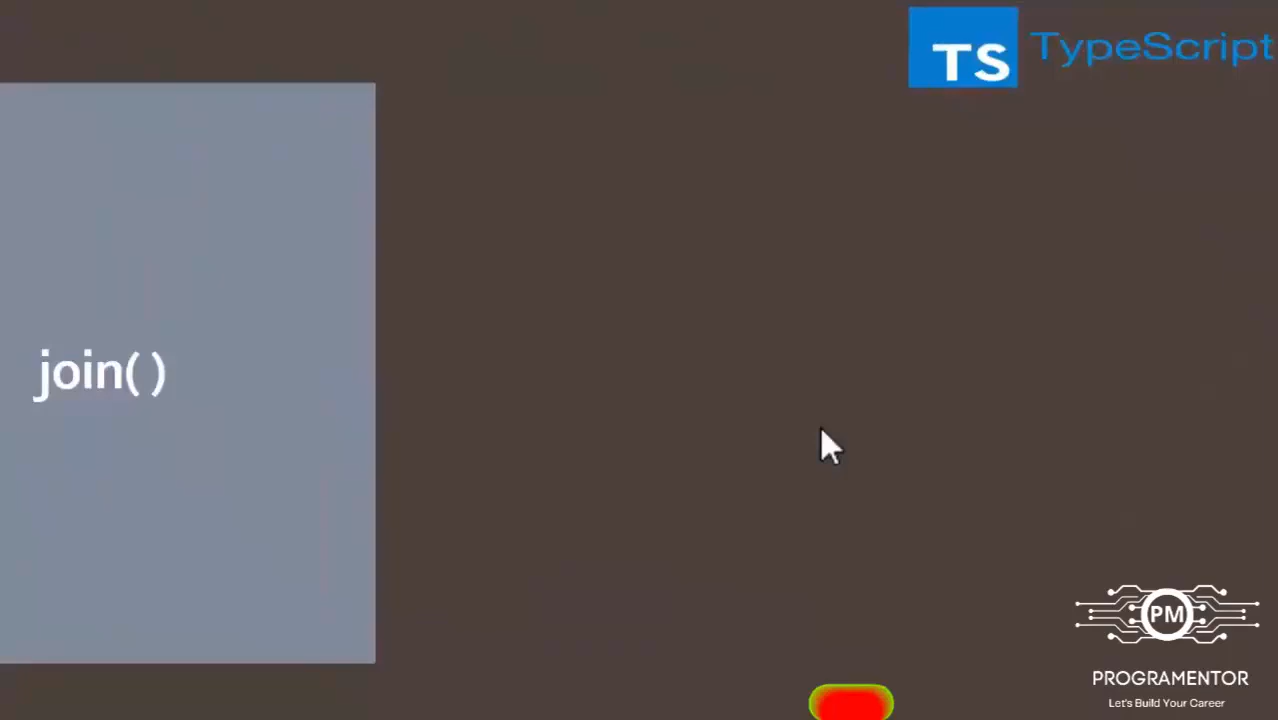 TS TypeScript
join( )
PM
PROGRAMENTOR
Let's Build Your Career